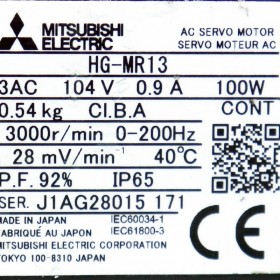 MITSUBISHI
ELECTRIC
AC SERVO MOTOR
SERVO MOTEUR AC
HG-MR13
3AC 104 V 0.9 A 100W
0.54 kg CI.B.A CONT
3000r/min 0-200Hz
28 mV/min 40°C
P.F. 92% IP65
SER. J1AG28015 171
MADE IN JAPAN IEC60034-1
FABRIQUÉ AU JAPON IEC61800-3
MITSUBISHI ELECTRIC CORPORATION
TOKYO 100-8310 JAPAN
CE